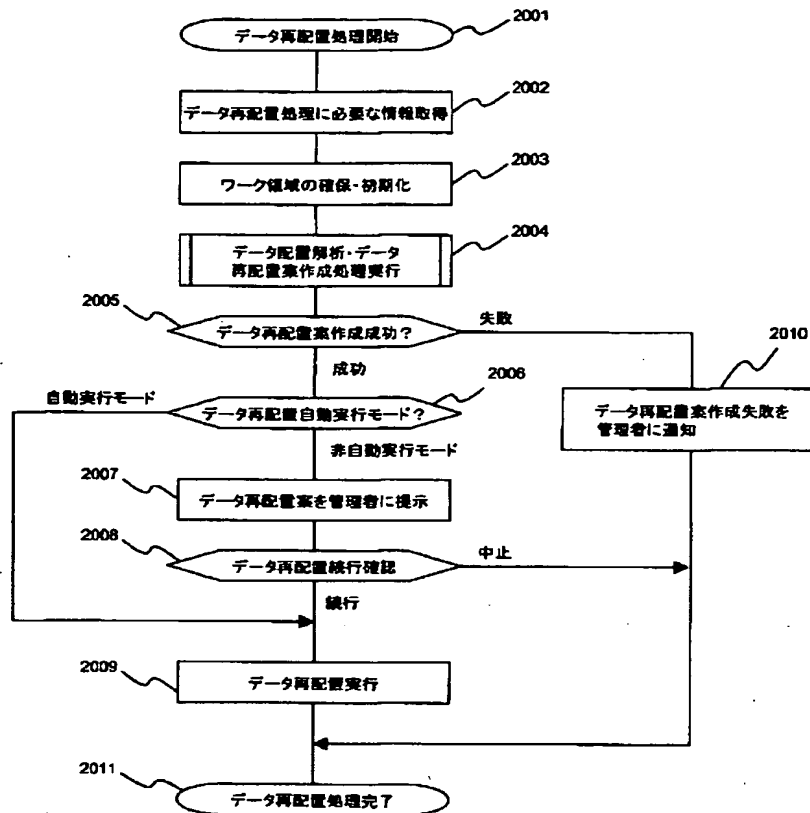 2001
データ再配置処理開始
2002
データ再配置処理に必要な情報取得
2003
ワーク領域の確保・初期化
2004
データ配置解析・データ
再配置案作成処理実行
2005
データ再配置案作成成功？
失敗
2010
成功
2006
自動実行モード
データ再配置自動実行モード？
データ再配置案作成失敗を
管理者に通知
非自動実行モード
2007
データ再配置案を管理者に提示
2008
データ再配置続行確認
中止
続行
2009
データ再配置実行
2011
データ再配置処理完了